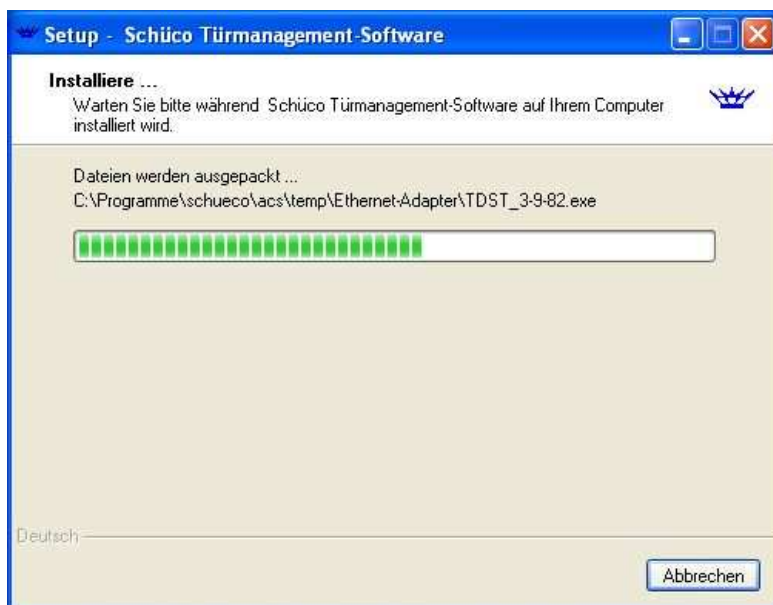 Setup - Schüco Türmanagement-Software
Installiere ...
Warten Sie bitte während Schüco Türmanagement-Software auf Ihrem Computer
installiert wird.
Dateien werden ausgepackt ...
C:\Programme\schueco\acs\temp\Ethernet-Adapter\TDST_3-9-82.exe
Deutsch
Abbrechen